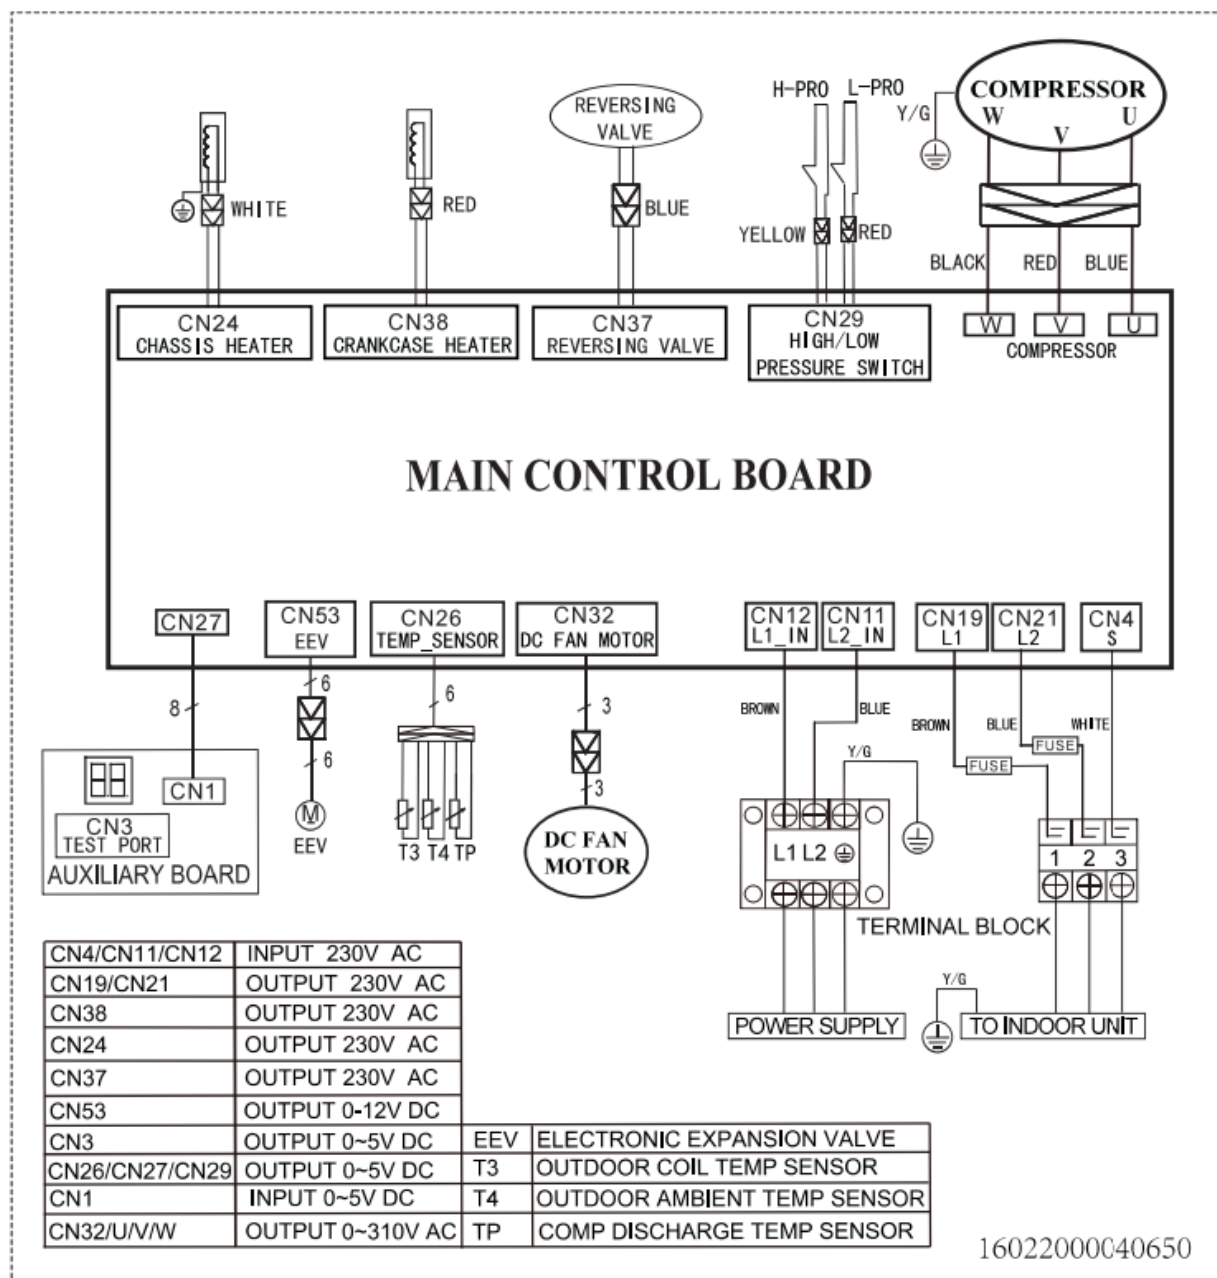 H-PRO L-PRO
COMPRESSOR
W V U
Y/G
REVERSING
VALVE
WHITE
RED
BLUE
YELLOW
RED
BLACK RED BLUE
CN24
CHASSIS HEATER
CN38
CRANKCASE HEATER
CN37
REVERSING VALVE
CN29
HIGH/LOW
PRESSURE SWITCH
W V U
COMPRESSOR
MAIN CONTROL BOARD
CN27
CN53
EEV
CN26
TEMP_SENSOR
CN32
DC FAN MOTOR
CN12
L1_IN
CN11
L2_IN
CN19
L1
CN21
L2
CN4
S
8
6
6
6
3
3
BROWN
BLUE
Y/G
BROWN
BLUE
WHITE
FUSE
FUSE
CN1
CN3
TEST PORT
AUXILIARY BOARD
M
EEV
T3 T4 TP
DC FAN
MOTOR
L1 L2
1 2 3
TERMINAL BLOCK
Y/G
POWER SUPPLY
TO INDOOR UNIT
CN4/CN11/CN12 INPUT 230V AC
CN19/CN21 OUTPUT 230V AC
CN38 OUTPUT 230V AC
CN24 OUTPUT 230V AC
CN37 OUTPUT 230V AC
CN53 OUTPUT 0-12V DC
CN3 OUTPUT 0~5V DC EEV ELECTRONIC EXPANSION VALVE
CN26/CN27/CN29 OUTPUT 0~5V DC T3 OUTDOOR COIL TEMP SENSOR
CN1 INPUT 0~5V DC T4 OUTDOOR AMBIENT TEMP SENSOR
CN32/U/V/W OUTPUT 0~310V AC TP COMP DISCHARGE TEMP SENSOR
16022000040650